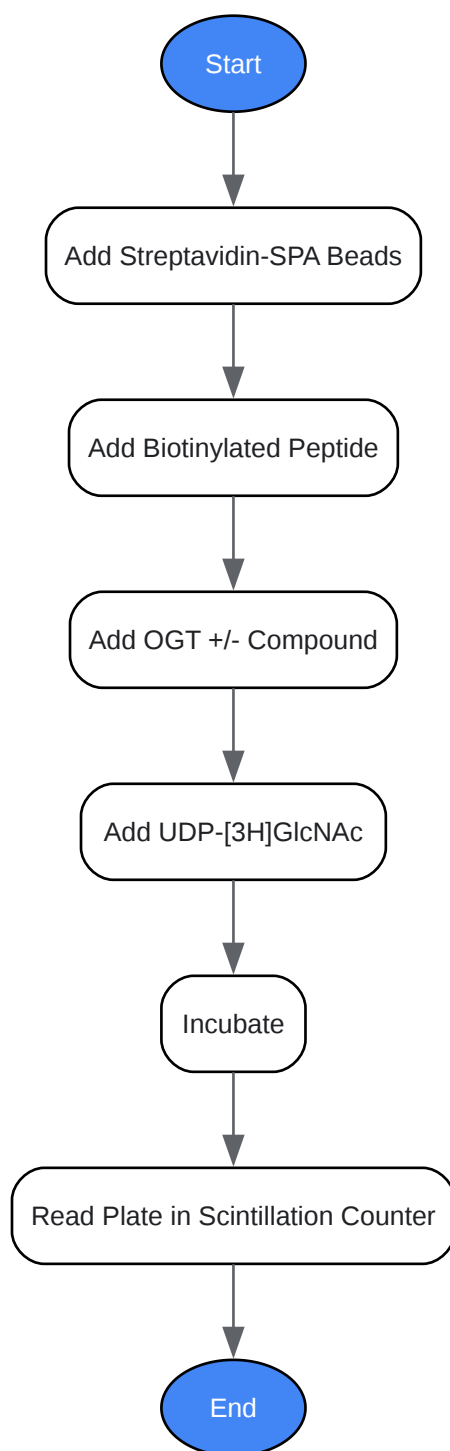 Start
Add Streptavidin-SPA Beads
Add Biotinylated Peptide
Add OGT +/- Compound
Add UDP-[3H]GlcNAc
Incubate
Read Plate in Scintillation Counter
End